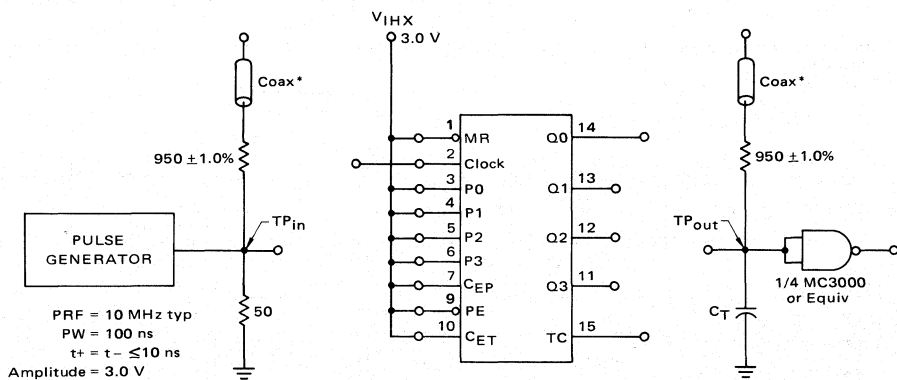 VIHX
3.0 V
Coax*
950 ±1.0%
TPin
PULSE
GENERATOR
50
PRF = 10 MHz typ
PW = 100 ns
t+ = t− ≤10 ns
Amplitude = 3.0 V
1 MR
2 Clock
3 P0
4 P1
5 P2
6 P3
7 CEP
9 PE
10 CET
Q0 14
Q1 13
Q2 12
Q3 11
TC 15
Coax*
950 ±1.0%
TPout
1/4 MC3000
or Equiv
CT